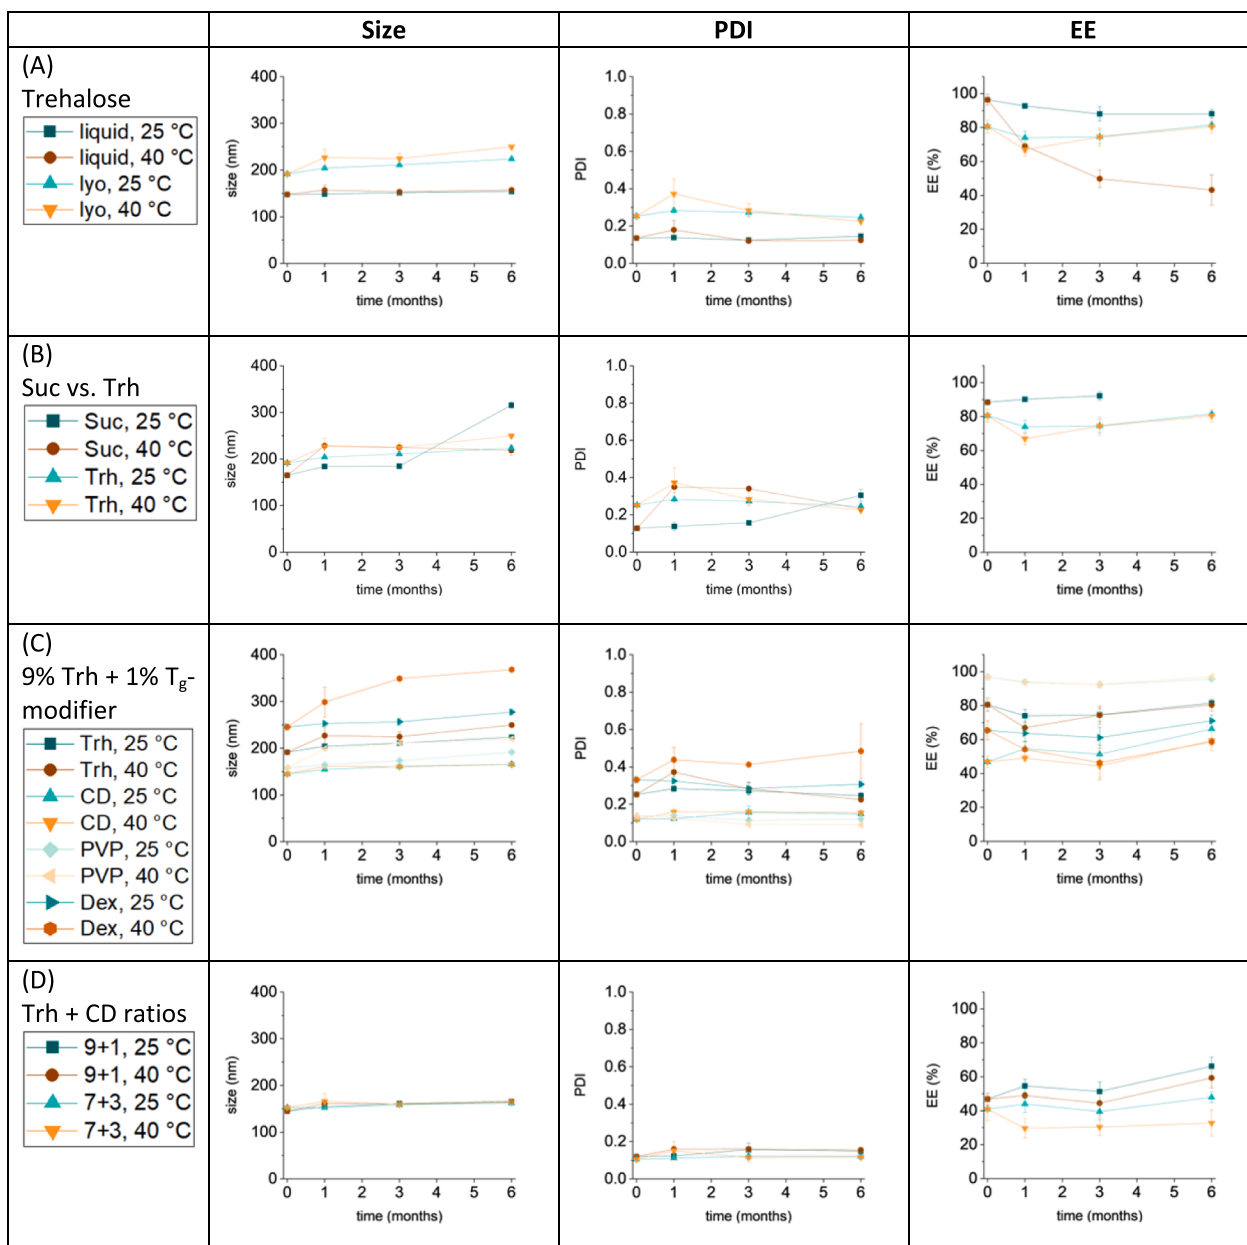 Size
PDI
EE
(A)
Trehalose
liquid, 25 °C
liquid, 40 °C
lyo, 25 °C
lyo, 40 °C
400
300
200
100
0
size (nm)
0 1 2 3 4 5 6
time (months)
1.0
0.8
0.6
0.4
0.2
0.0
PDI
0 1 2 3 4 5 6
time (months)
100
80
60
40
20
0
EE (%)
0 1 2 3 4 5 6
time (months)
(B)
Suc vs. Trh
Suc, 25 °C
Suc, 40 °C
Trh, 25 °C
Trh, 40 °C
400
300
200
100
0
size (nm)
0 1 2 3 4 5 6
time (months)
1.0
0.8
0.6
0.4
0.2
0.0
PDI
0 1 2 3 4 5 6
time (months)
100
80
60
40
20
0
EE (%)
0 1 2 3 4 5 6
time (months)
(C)
9% Trh + 1% Tg-
modifier
Trh, 25 °C
Trh, 40 °C
CD, 25 °C
CD, 40 °C
PVP, 25 °C
PVP, 40 °C
Dex, 25 °C
Dex, 40 °C
400
300
200
100
0
size (nm)
0 1 2 3 4 5 6
time (months)
1.0
0.8
0.6
0.4
0.2
0.0
PDI
0 1 2 3 4 5 6
time (months)
100
80
60
40
20
0
EE (%)
0 1 2 3 4 5 6
time (months)
(D)
Trh + CD ratios
9+1, 25 °C
9+1, 40 °C
7+3, 25 °C
7+3, 40 °C
400
300
200
100
0
size (nm)
0 1 2 3 4 5 6
time (months)
1.0
0.8
0.6
0.4
0.2
0.0
PDI
0 1 2 3 4 5 6
time (months)
100
80
60
40
20
0
EE (%)
0 1 2 3 4 5 6
time (months)